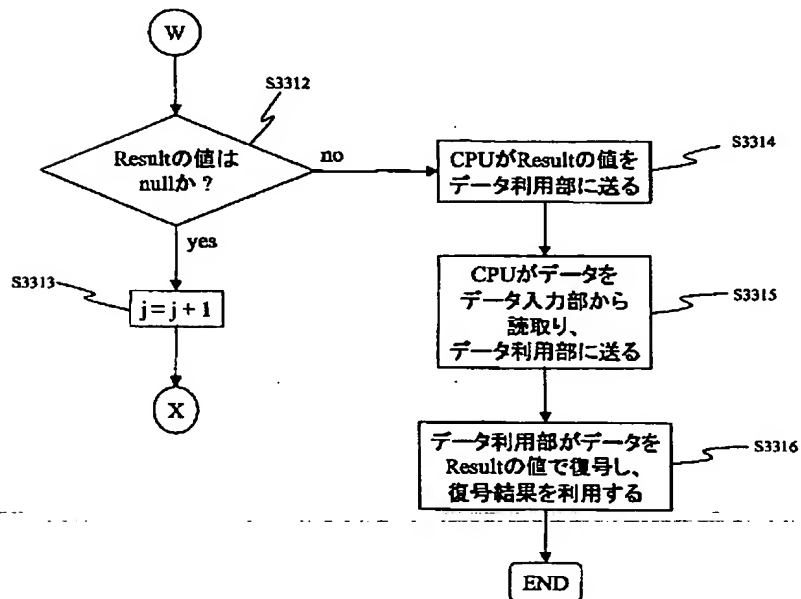 W
S3312
Resultの値は
nullか？
no
yes
S3313
j = j + 1
X
S3314
CPUがResultの値を
データ利用部に送る
CPUがデータを
データ入力部から
読取り、
データ利用部に送る
S3315
データ利用部がデータを
Resultの値で復号し、
復号結果を利用する
S3316
END